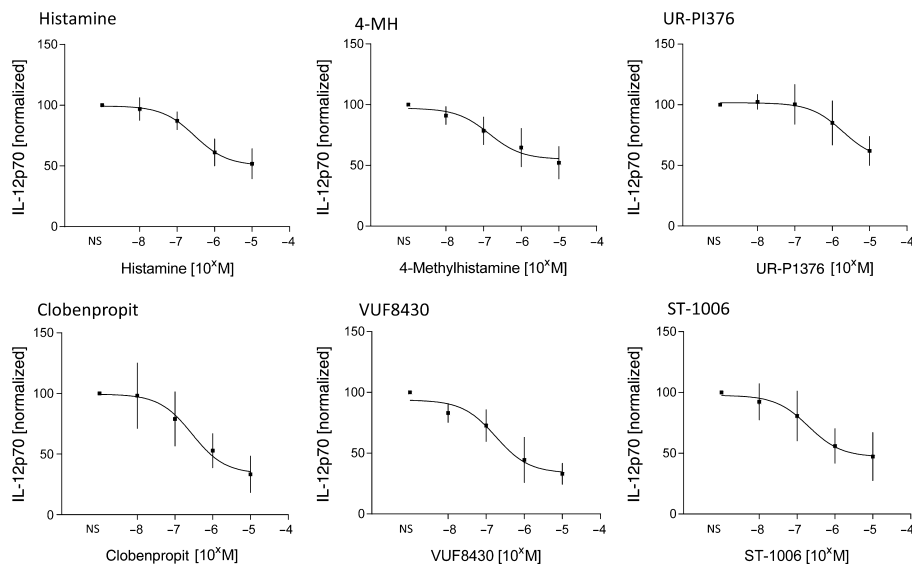 Histamine
4-MH
UR-PI376
150
100
50
0
IL-12p70 [normalized]
NS
−8
−7
−6
−5
−4
Histamine [10ˣM]
150
100
50
0
IL-12p70 [normalized]
NS
−8
−7
−6
−5
−4
4-Methylhistamine [10ˣM]
150
100
50
0
IL-12p70 [normalized]
NS
−8
−7
−6
−5
−4
UR-P1376 [10ˣM]
Clobenpropit
VUF8430
ST-1006
150
100
50
0
IL-12p70 [normalized]
NS
−8
−7
−6
−5
−4
Clobenpropit [10ˣM]
150
100
50
0
IL-12p70 [normalized]
NS
−8
−7
−6
−5
−4
VUF8430 [10ˣM]
150
100
50
0
IL-12p70 [normalized]
NS
−8
−7
−6
−5
−4
ST-1006 [10ˣM]